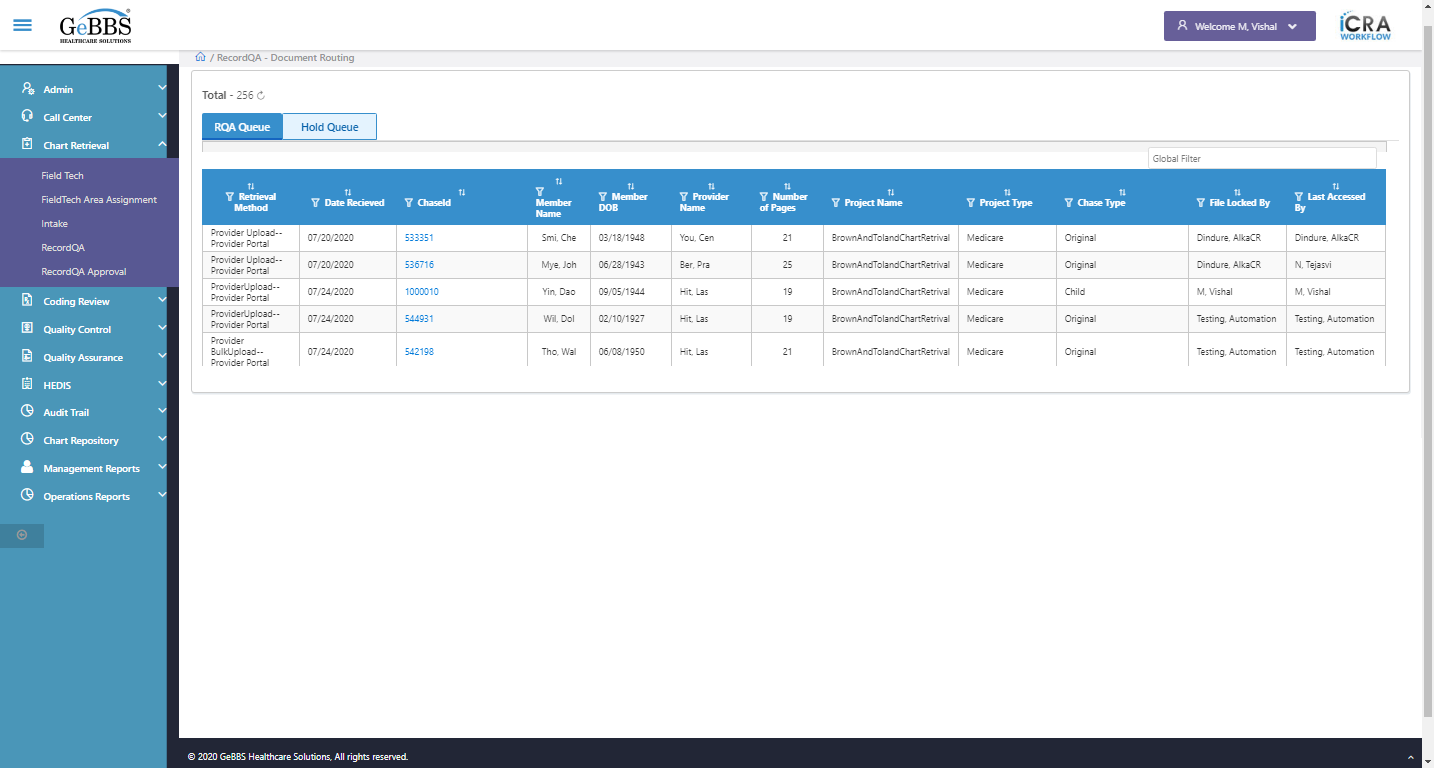 GeBBS®
HEALTHCARE SOLUTIONS
Welcome M, Vishal
iCRA
WORKFLOW
/ RecordQA - Document Routing
Admin
Call Center
Chart Retrieval
Field Tech
FieldTech Area Assignment
Intake
RecordQA
RecordQA Approval
Coding Review
Quality Control
Quality Assurance
HEDIS
Audit Trail
Chart Repository
Management Reports
Operations Reports
Total - 256
RQA Queue Hold Queue
Global Filter
Retrieval Method Date Recieved ChaseId Member Name Member DOB Provider Name Number of Pages Project Name Project Type Chase Type File Locked By Last Accessed By
Provider Upload--Provider Portal 07/20/2020 533351 Smi, Che 03/18/1948 You, Cen 21 BrownAndTolandChartRetrival Medicare Original Dindure, AlkaCR Dindure, AlkaCR
Provider Upload--Provider Portal 07/20/2020 536716 Mye, Joh 06/28/1943 Ber, Pra 25 BrownAndTolandChartRetrival Medicare Original Dindure, AlkaCR N, Tejasvi
ProviderUpload--Provider Portal 07/24/2020 1000010 Yin, Dao 09/05/1944 Hit, Las 19 BrownAndTolandChartRetrival Medicare Child M, Vishal M, Vishal
ProviderUpload--Provider Portal 07/24/2020 544931 Wil, Dol 02/10/1927 Hit, Las 19 BrownAndTolandChartRetrival Medicare Original Testing, Automation Testing, Automation
Provider BulkUpload--Provider Portal 07/24/2020 542198 Tho, Wal 06/08/1950 Hit, Las 21 BrownAndTolandChartRetrival Medicare Original Testing, Automation Testing, Automation
© 2020 GeBBS Healthcare Solutions, All rights reserved.